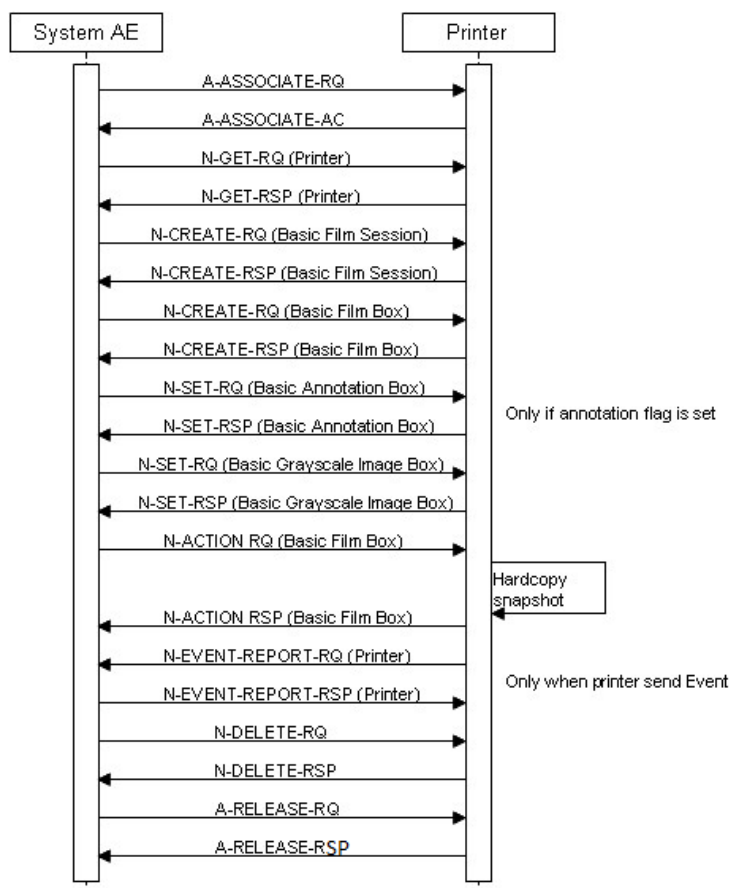 System AE
Printer
A-ASSOCIATE-RQ
A-ASSOCIATE-AC
N-GET-RQ (Printer)
N-GET-RSP (Printer)
N-CREATE-RQ (Basic Film Session)
N-CREATE-RSP (Basic Film Session)
N-CREATE-RQ (Basic Film Box)
N-CREATE-RSP (Basic Film Box)
N-SET-RQ (Basic Annotation Box)
Only if annotation flag is set
N-SET-RSP (Basic Annotation Box)
N-SET-RQ (Basic Grayscale Image Box)
N-SET-RSP (Basic Grayscale Image Box)
N-ACTION RQ (Basic Film Box)
Hardcopy
snapshot
N-ACTION RSP (Basic Film Box)
N-EVENT-REPORT-RQ (Printer)
Only when printer send Event
N-EVENT-REPORT-RSP (Printer)
N-DELETE-RQ
N-DELETE-RSP
A-RELEASE-RQ
A-RELEASE-RSP